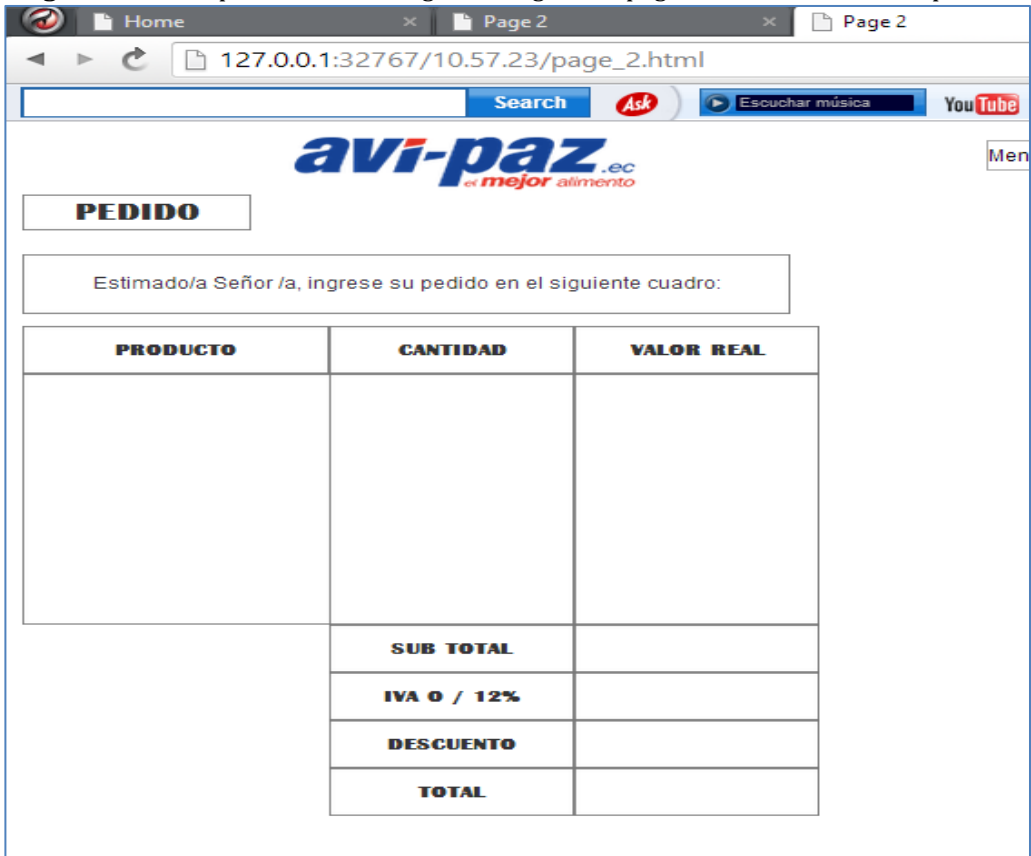 Home
Page 2
Page 2
127.0.0.1:32767/10.57.23/page_2.html
Search
Ask
Escuchar música
YouTube
avi-paz.ec
el mejor alimento
Men
PEDIDO
Estimado/a Señor /a, ingrese su pedido en el siguiente cuadro:
PRODUCTO CANTIDAD VALOR REAL
SUB TOTAL
IVA 0 / 12%
DESCUENTO
TOTAL